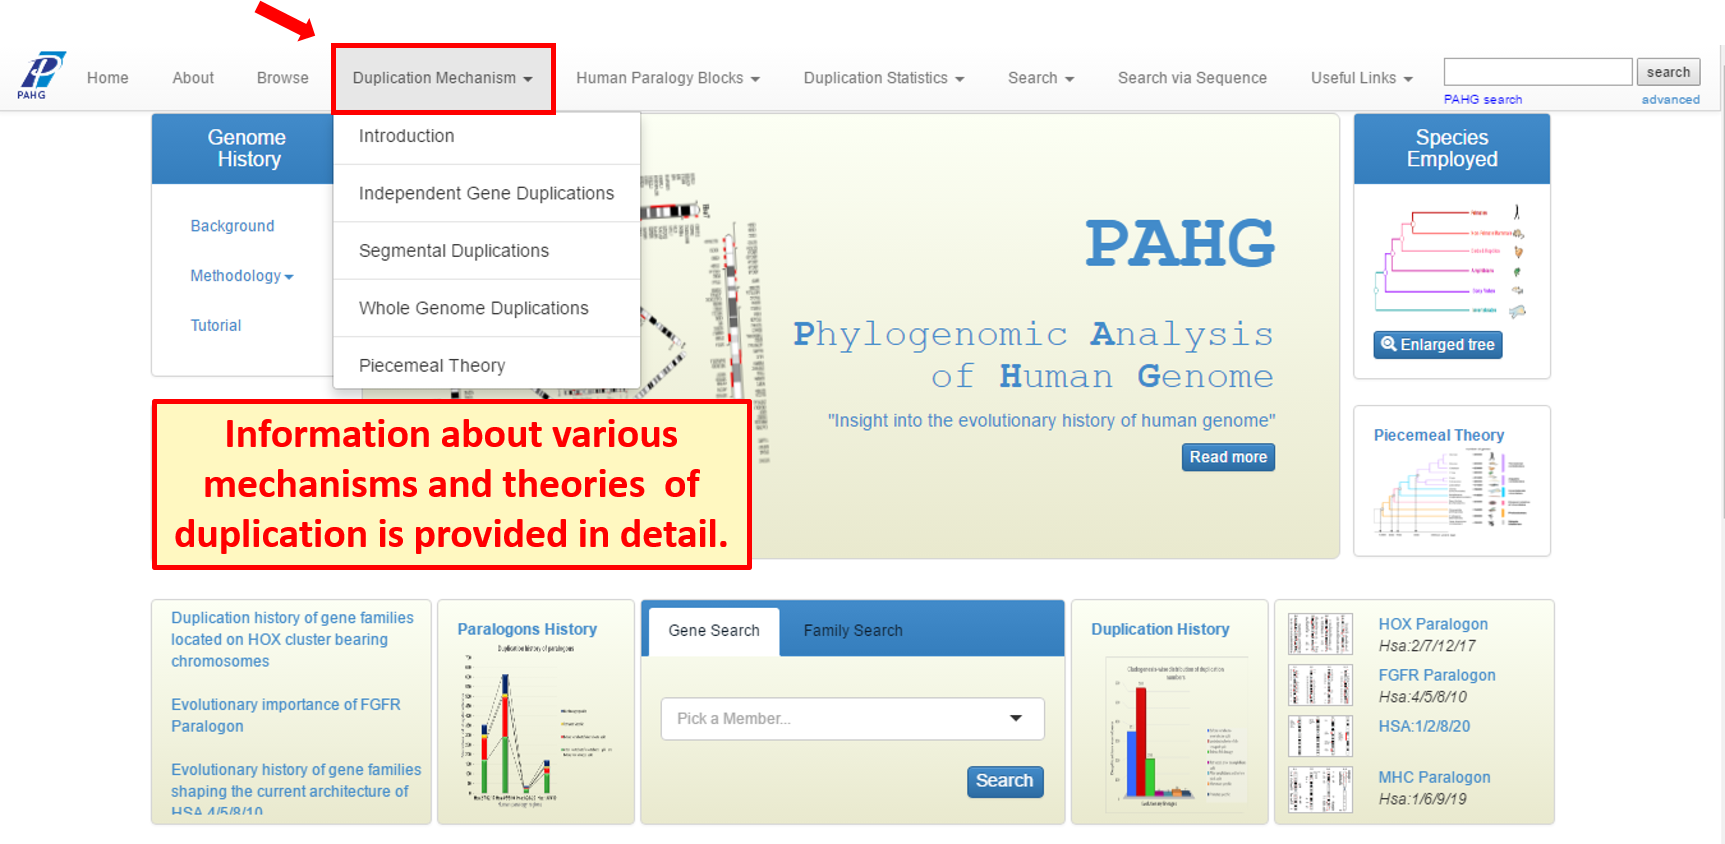 PAHG
Home
About
Browse
Duplication Mechanism
Human Paralogy Blocks
Duplication Statistics
Search
Search via Sequence
Useful Links
search
PAHG search
advanced
Genome
History
Background
Methodology
Tutorial
Introduction
Independent Gene Duplications
Segmental Duplications
Whole Genome Duplications
Piecemeal Theory
PAHG
Phylogenomic Analysis
of Human Genome
"Insight into the evolutionary history of human genome"
Read more
Species
Employed
Enlarged tree
Piecemeal Theory
Information about various
mechanisms and theories of
duplication is provided in detail.
Duplication history of gene families
located on HOX cluster bearing
chromosomes
Evolutionary importance of FGFR
Paralogon
Evolutionary history of gene families
shaping the current architecture of
HSA 4/5/8/10
Paralogons History
Duplication history of paralogons
Gene Search
Family Search
Pick a Member...
Search
Duplication History
HOX Paralogon
Hsa:2/7/12/17
FGFR Paralogon
Hsa:4/5/8/10
HSA:1/2/8/20
MHC Paralogon
Hsa:1/6/9/19